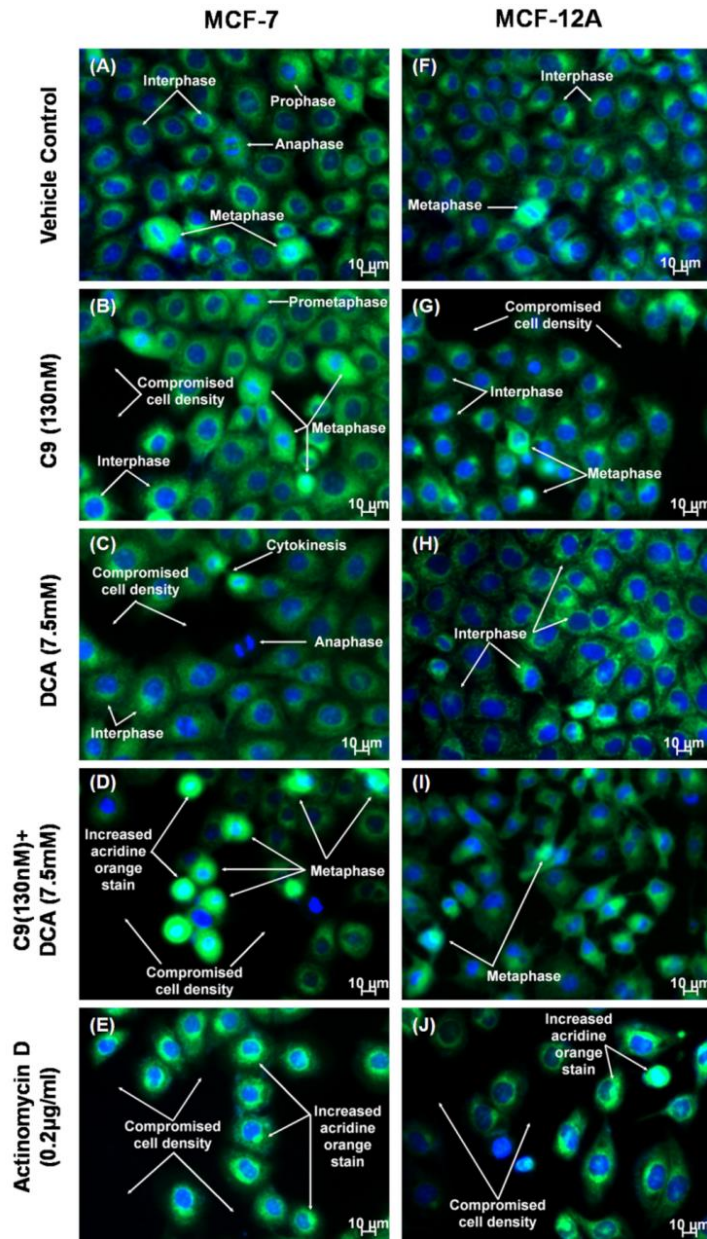 MCF-7
MCF-12A
Vehicle Control
(A)
Interphase
Prophase
Anaphase
Metaphase
10 µm
(F)
Interphase
Metaphase
10 µm
C9 (130nM)
(B)
Prometaphase
Compromised
cell density
Metaphase
Interphase
10 µm
(G)
Compromised
cell density
Interphase
Metaphase
10 µm
DCA (7.5mM)
(C)
Cytokinesis
Compromised
cell density
Anaphase
Interphase
10 µm
(H)
Interphase
10 µm
C9(130nM)+
DCA (7.5mM)
(D)
Increased
acridine
orange
stain
Metaphase
Compromised
cell density
10 µm
(I)
Metaphase
10 µm
Actinomycin D
(0.2µg/ml)
(E)
Compromised
cell density
Increased
acridine
orange
stain
10 µm
(J)
Increased
acridine
orange
stain
Compromised
cell density
10 µm